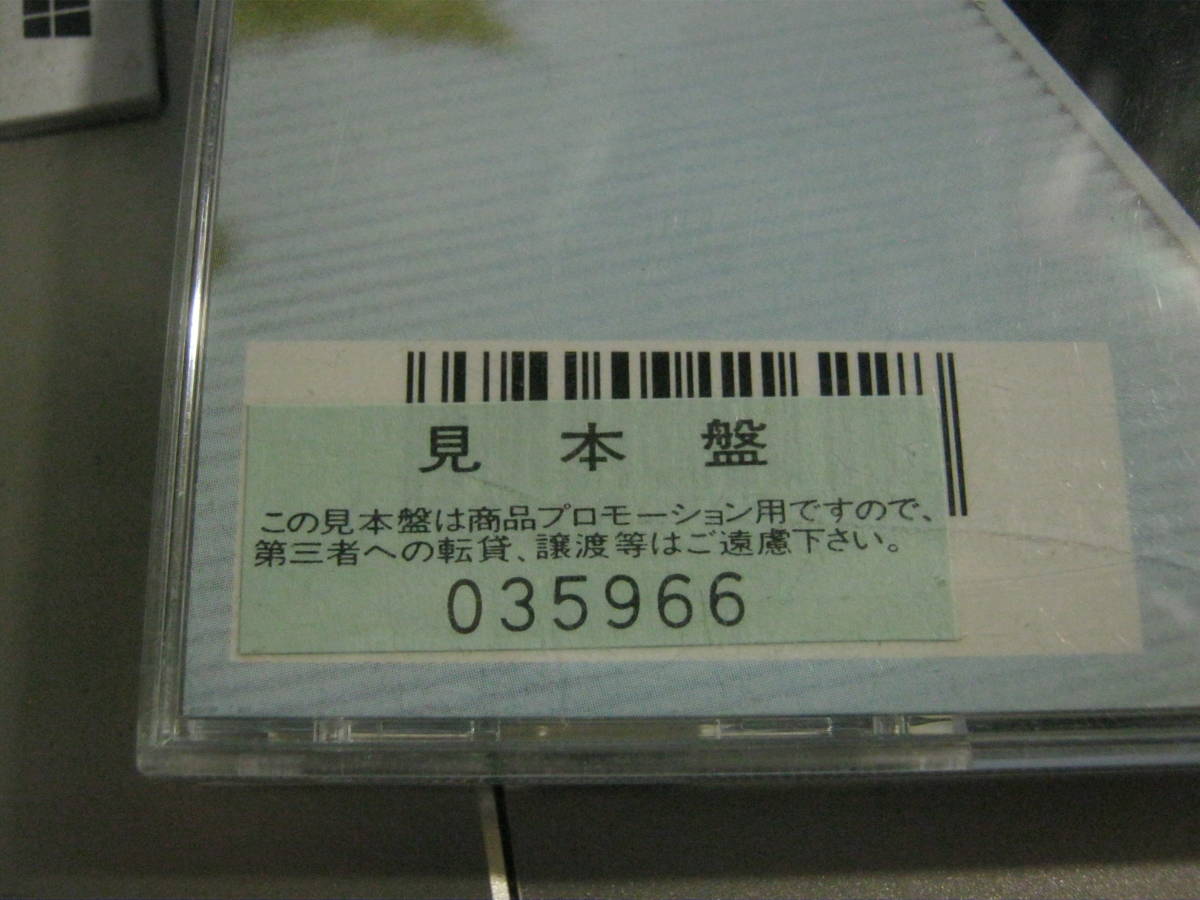 見本盤
この見本盤は商品プロモーション用ですので、
第三者への転貸、譲渡等はご遠慮下さい。
035966